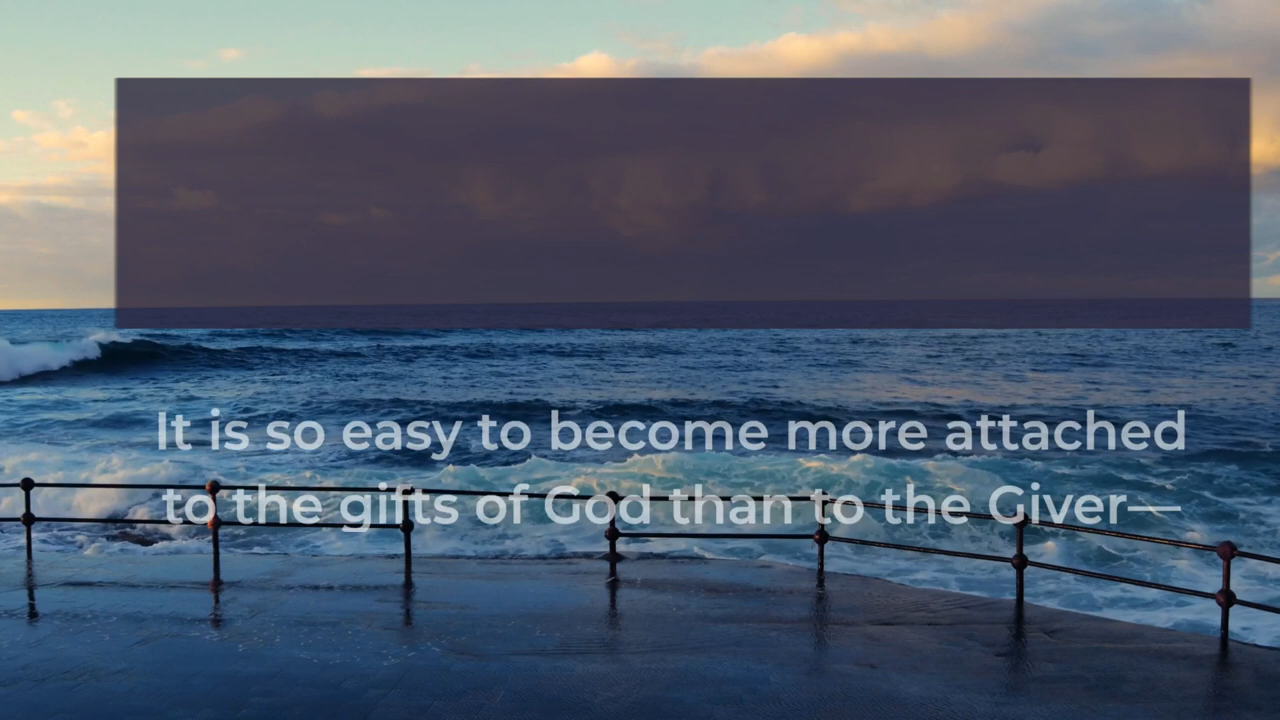 It is so easy to become more attached
to the gifts of God than to the Giver—